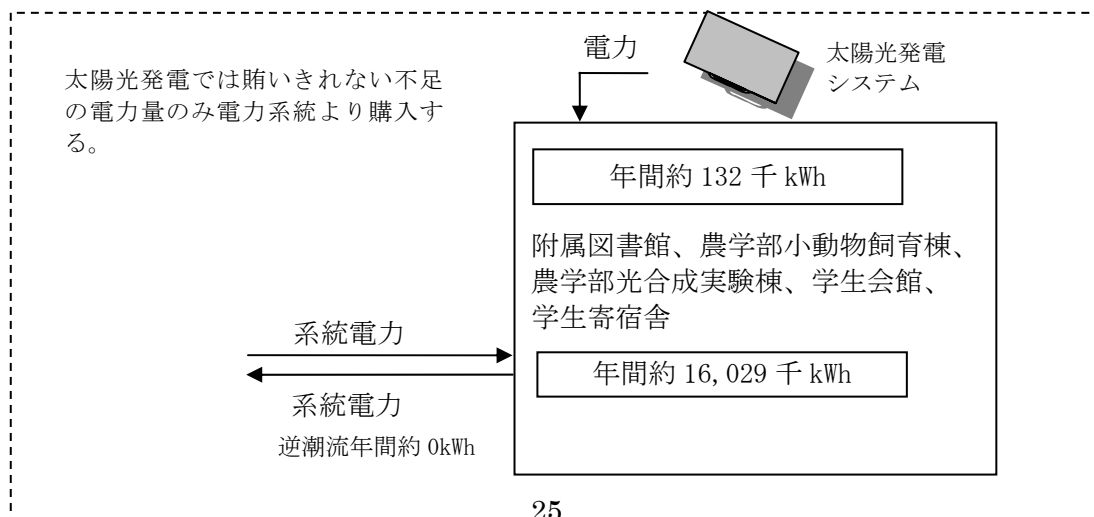 太陽光発電では賄いきれない不足
の電力量のみ電力系統より購入す
る。
電力
太陽光発電
システム
年間約 132 千 kWh
附属図書館、農学部小動物飼育棟、
農学部光合成実験棟、学生会館、
学生寄宿舎
系統電力
年間約 16,029 千 kWh
系統電力
逆潮流年間約 0kWh
25